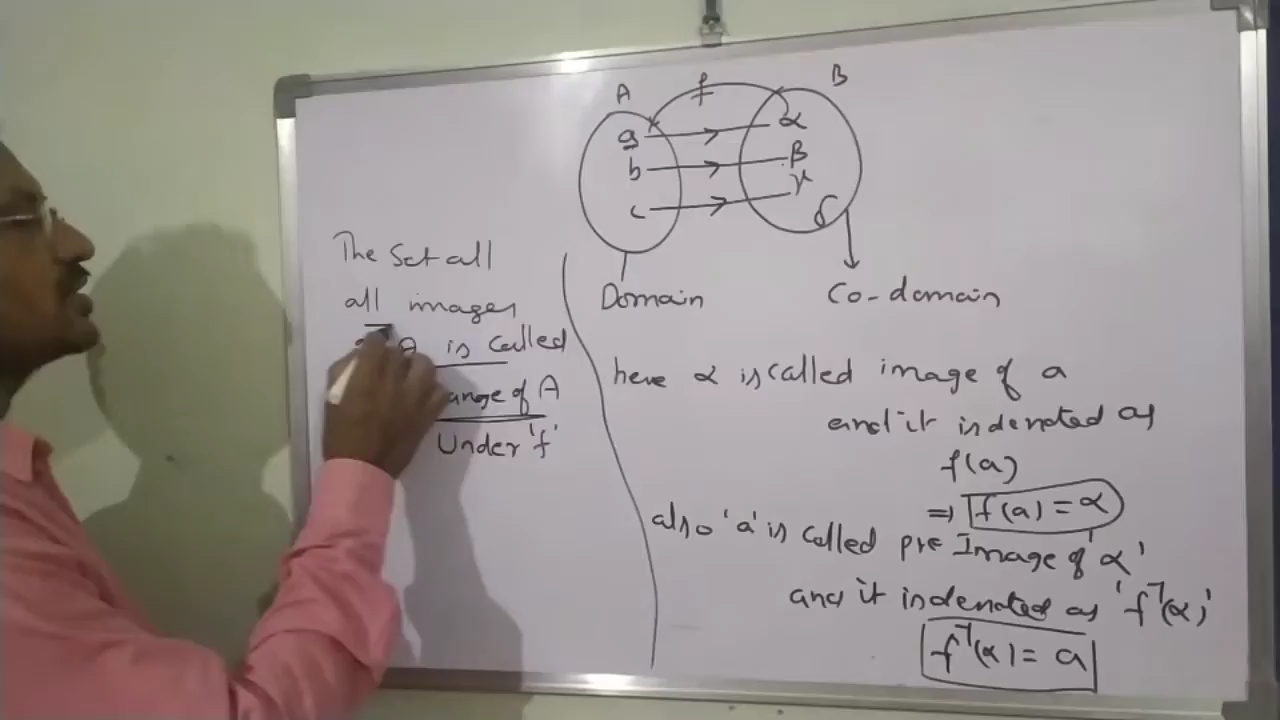 A f B
a α
b β
c γ
δ
Domain Co-domain
The Set all
all images
A is called
ange of A
Under 'f'
here α is called image of a
and it is denoted as
f(a)
⇒ f(a) = α
also 'a' is called pre Image of 'α'
and it is denoted as 'f⁻¹(α)'
f⁻¹(α) = a